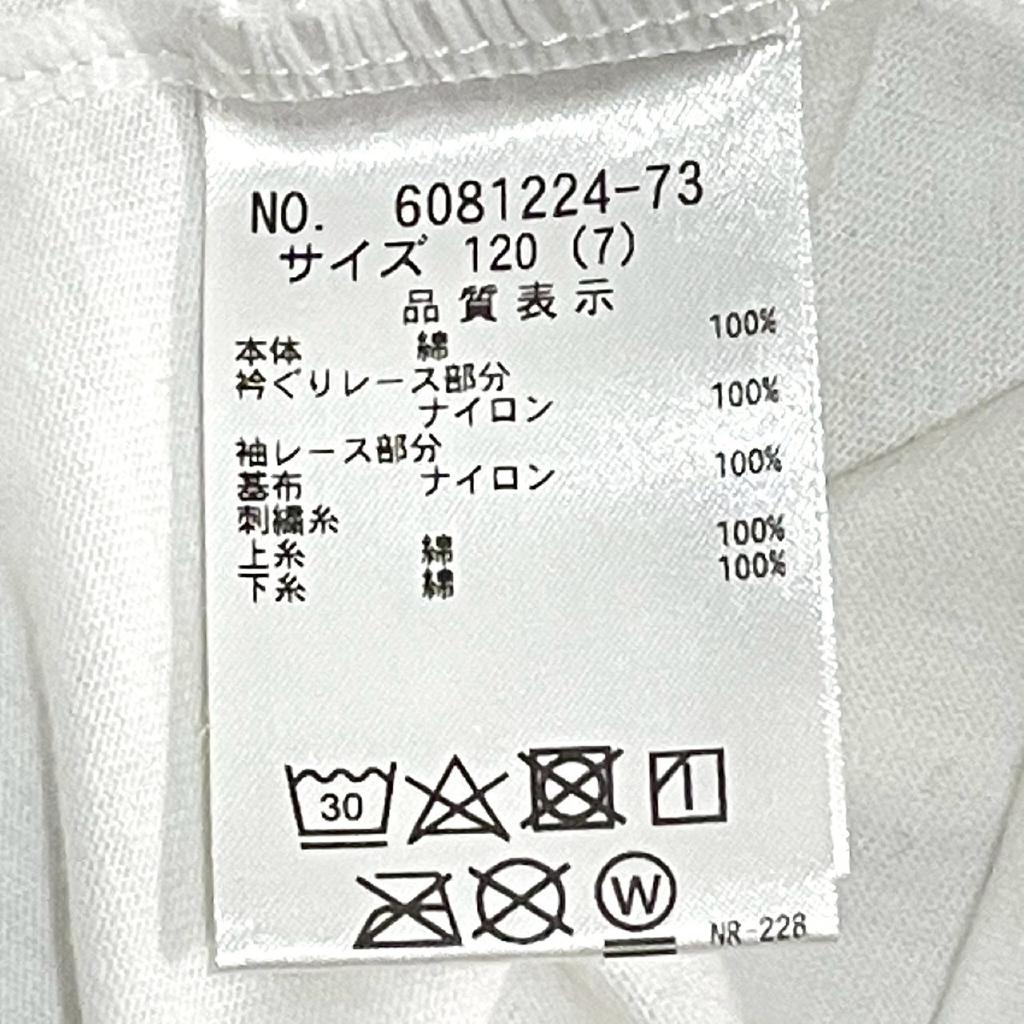 NO. 6081224-73
サイズ 120 (7)
品質表示
本体 綿 100%
衿ぐりレース部分
ナイロン 100%
袖レース部分
基布 ナイロン 100%
刺繍糸
上糸 綿 100%
下糸 綿 100%
30
W
NR-228